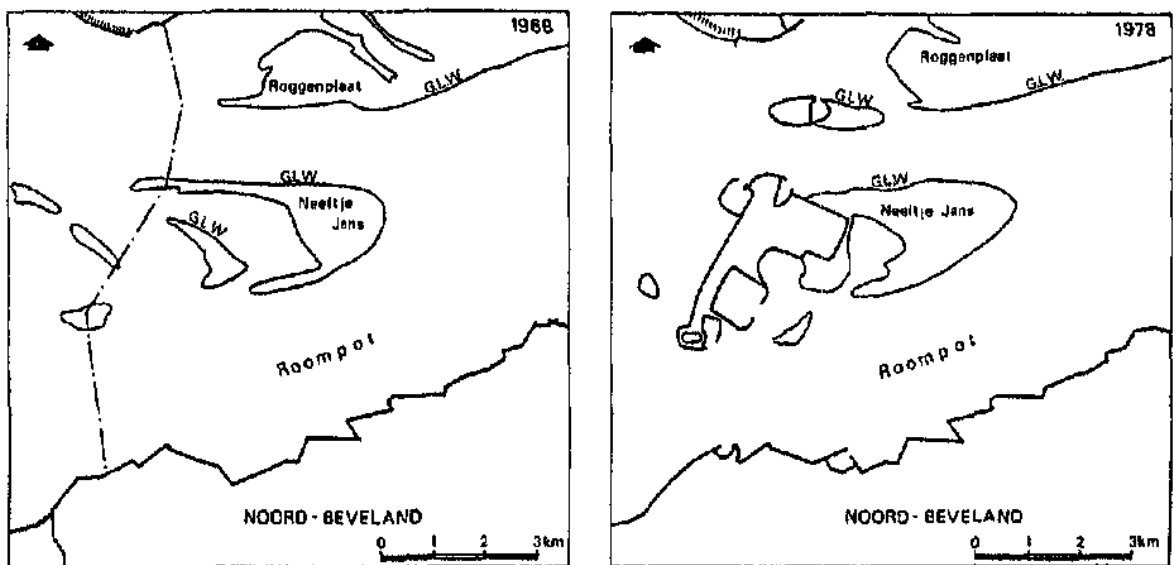 1968
Roggenplaat
GLW
GLW
Neeltje
Jans
GLW
Roompot
NOORD - BEVELAND
0 1 2 3km
1978
Roggenplaat
GLW
GLW
GLW
Neeltje Jans
Roompot
NOORD - BEVELAND
0 1 2 3km